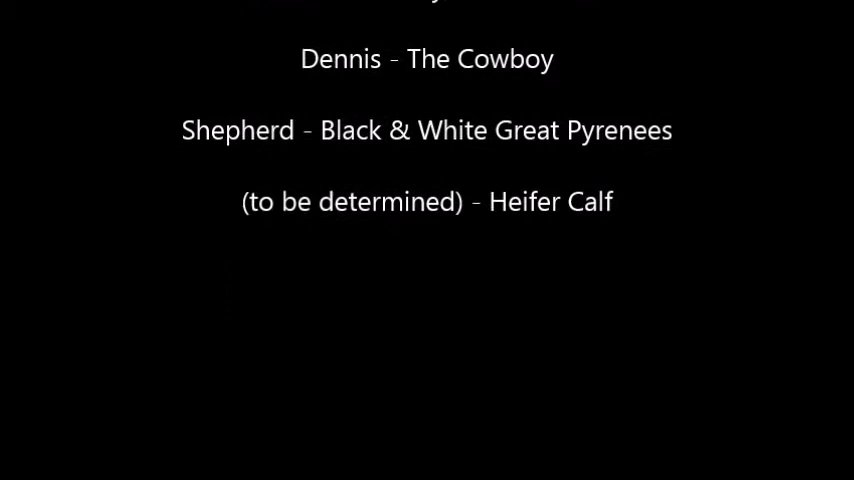 Dennis - The Cowboy
Shepherd - Black & White Great Pyrenees
(to be determined) - Heifer Calf